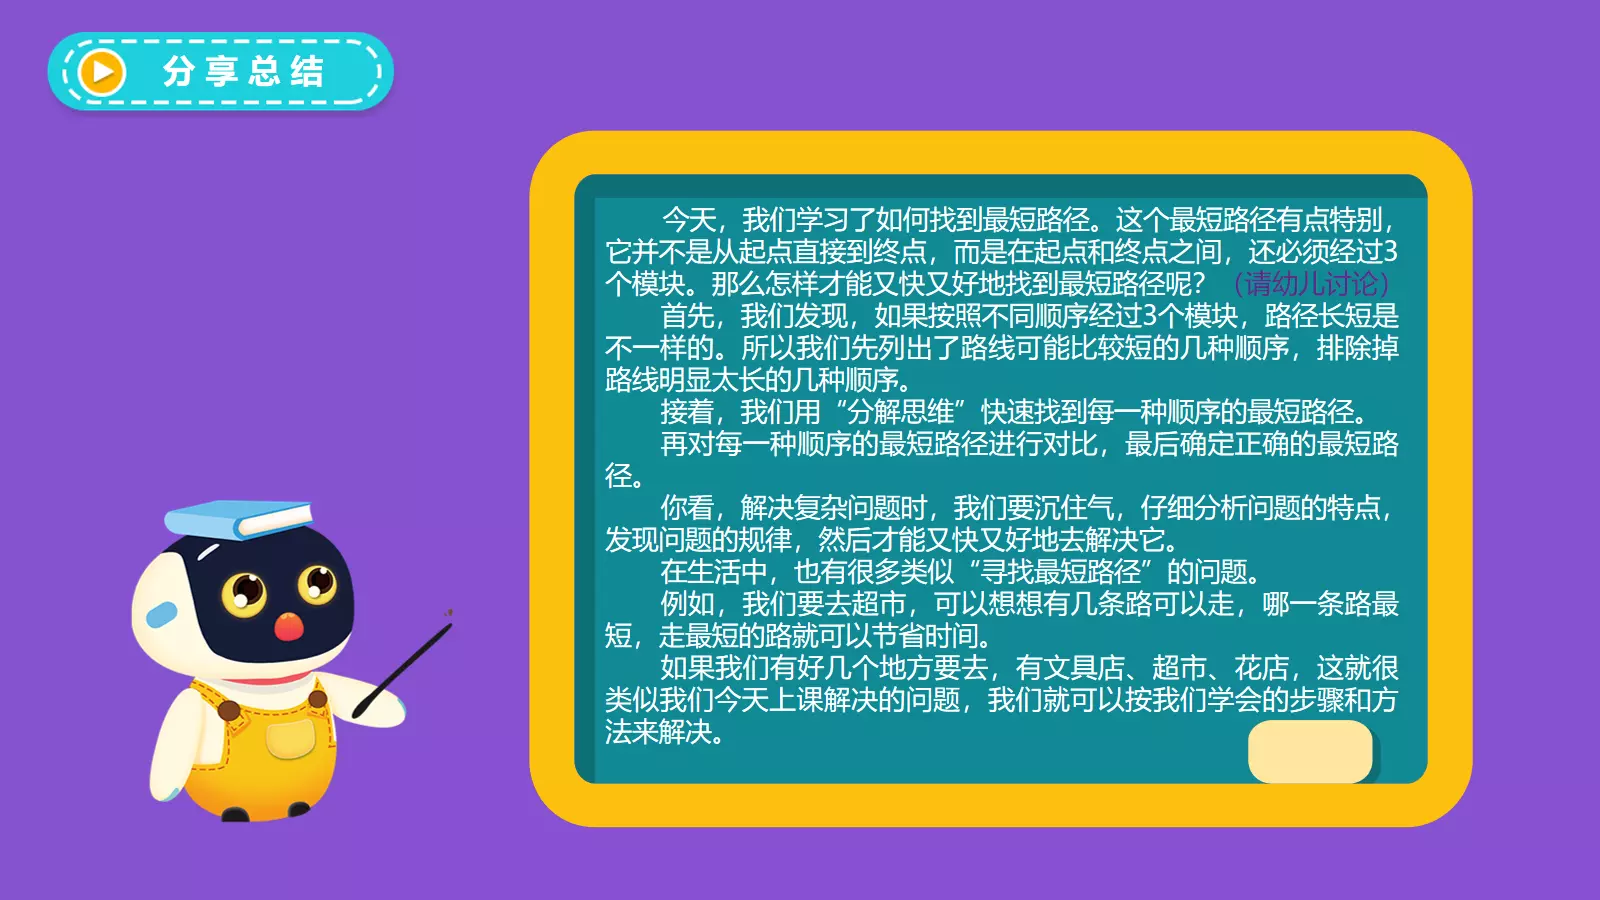 分享总结
今天，我们学习了如何找到最短路径。这个最短路径有点特别，
它并不是从起点直接到终点，而是在起点和终点之间，还必须经过3
个模块。那么怎样才能又快又好地找到最短路径呢？（请幼儿讨论）
首先，我们发现，如果按照不同顺序经过3个模块，路径长短是
不一样的。所以我们先列出了路线可能比较短的几种顺序，排除掉
路线明显太长的几种顺序。
接着，我们用“分解思维”快速找到每一种顺序的最短路径。
再对每一种顺序的最短路径进行对比，最后确定正确的最短路
径。
你看，解决复杂问题时，我们要沉住气，仔细分析问题的特点，
发现问题的规律，然后才能又快又好地去解决它。
在生活中，也有很多类似“寻找最短路径”的问题。
例如，我们要去超市，可以想想有几条路可以走，哪一条路最
短，走最短的路就可以节省时间。
如果我们有好几个地方要去，有文具店、超市、花店，这就很
类似我们今天上课解决的问题，我们就可以按我们学会的步骤和方
法来解决。